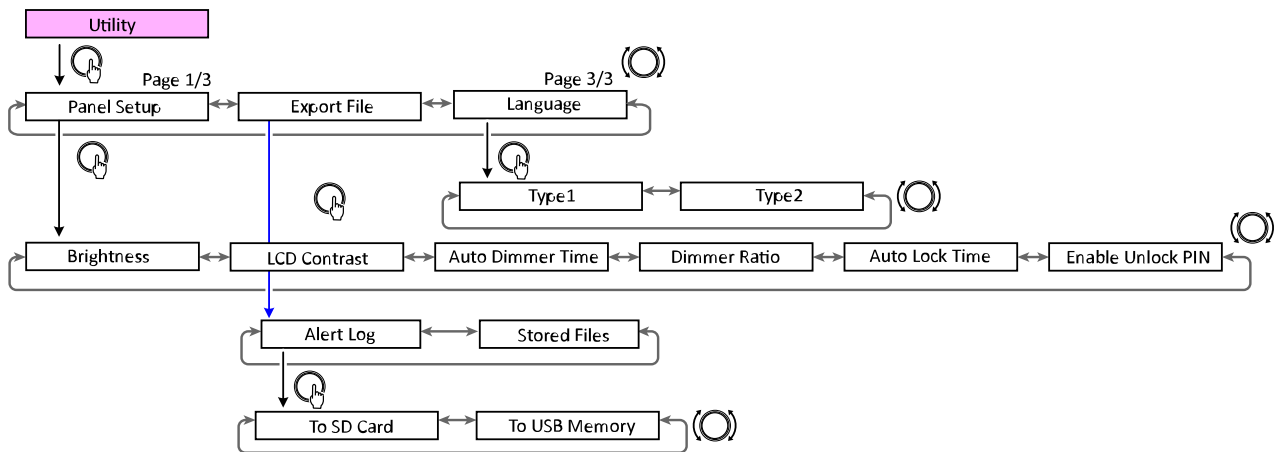 Utility
Page 1/3
Page 3/3
Panel Setup
Export File
Language
Type1
Type2
Brightness
LCD Contrast
Auto Dimmer Time
Dimmer Ratio
Auto Lock Time
Enable Unlock PIN
Alert Log
Stored Files
To SD Card
To USB Memory